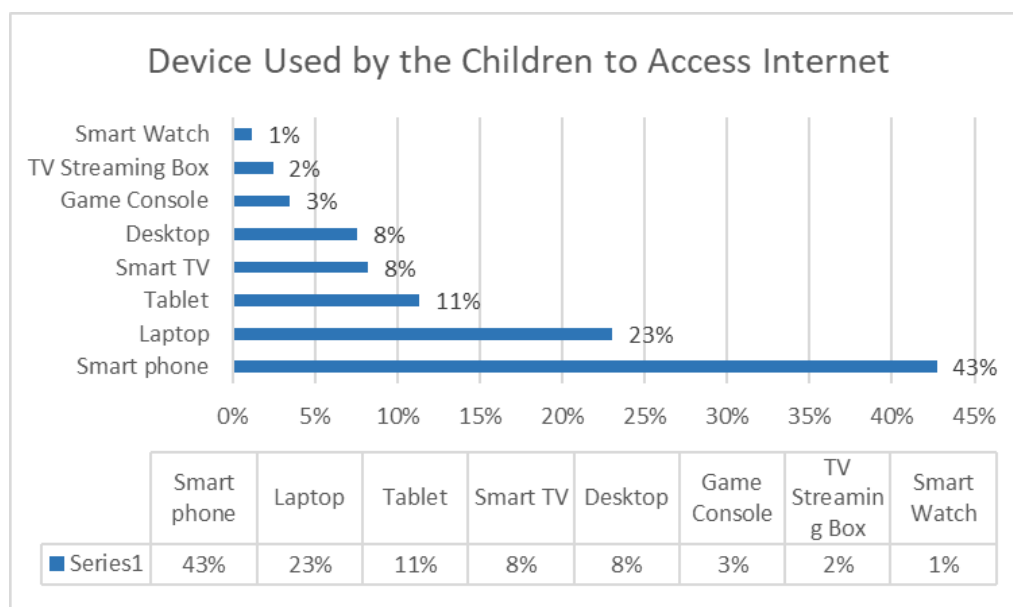 Device Used by the Children to Access Internet
Smart Watch 1%
TV Streaming Box 2%
Game Console 3%
Desktop 8%
Smart TV 8%
Tablet 11%
Laptop 23%
Smart phone 43%
0% 5% 10% 15% 20% 25% 30% 35% 40% 45%
Smart phone Laptop Tablet Smart TV Desktop Game Console TV Streamin g Box Smart Watch
Series1 43% 23% 11% 8% 8% 3% 2% 1%